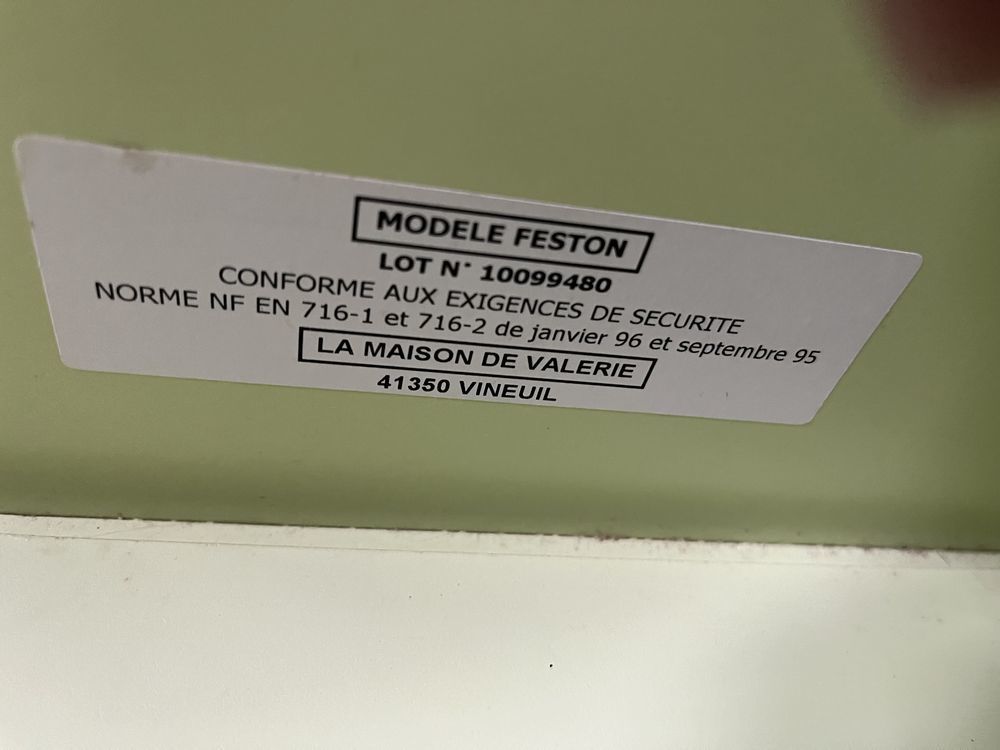 MODELE FESTON
LOT N° 10099480
CONFORME AUX EXIGENCES DE SECURITE
NORME NF EN 716-1 et 716-2 de janvier 96 et septembre 95
LA MAISON DE VALERIE
41350 VINEUIL